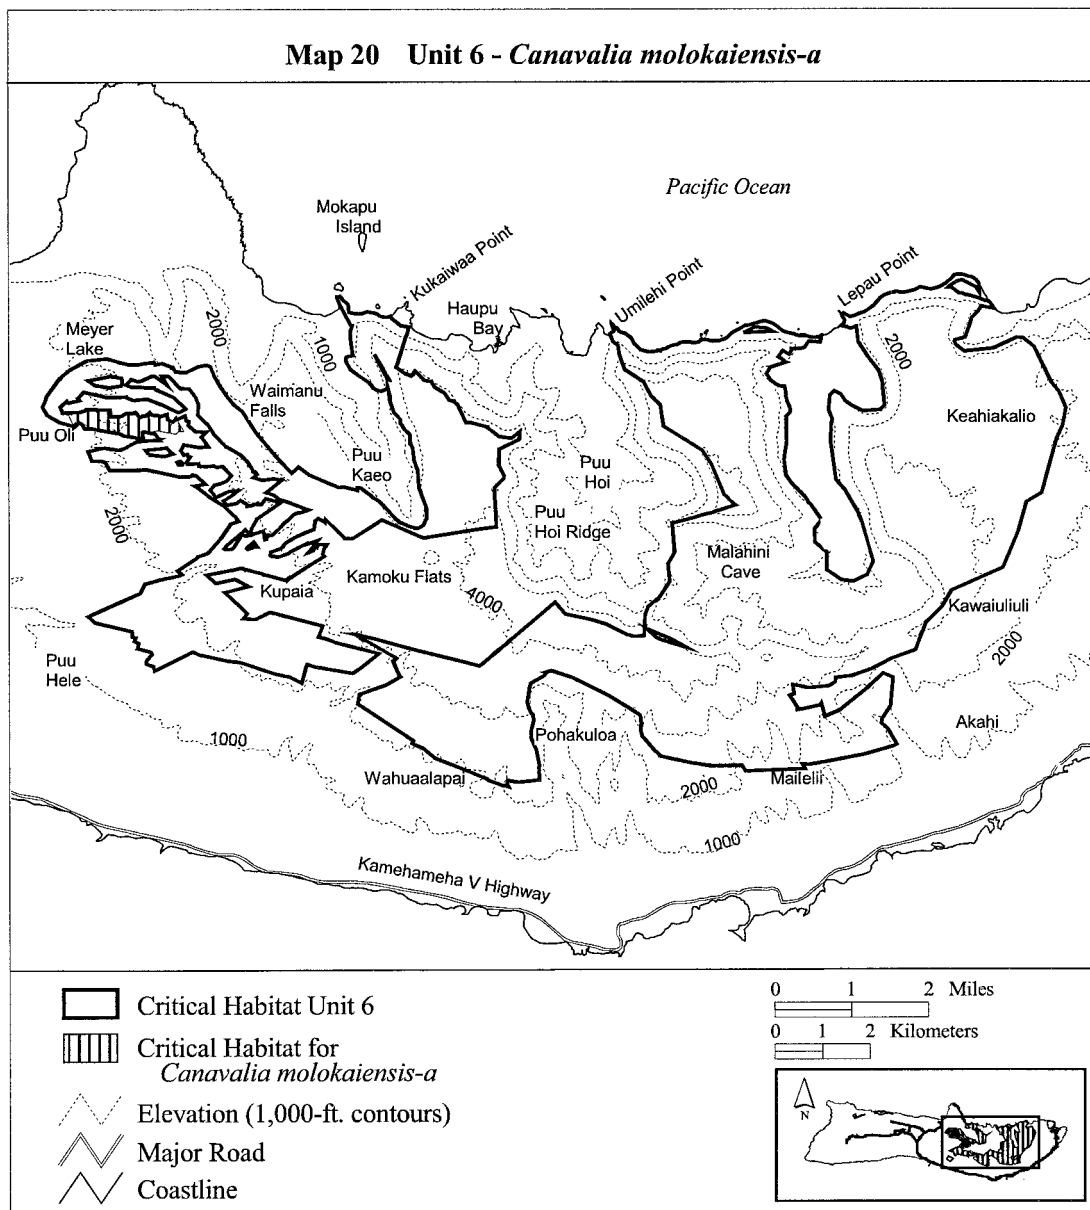 Map 20 Unit 6 - Canavalia molokaiensis-a
Pacific Ocean
Mokapu
Island
Kukaiwaa Point
Haupu
Bay
Umilehi Point
Lepau Point
Meyer
Lake
2000
1000
2000
Waimanu
Falls
Keahiakalio
Puu Oli
Puu
Kaeo
Puu
Hoi
2000
Puu
Hoi Ridge
Malahini
Cave
Kamoku Flats
Kupaia
4000
Kawaiuliuli
2000
Puu
Hele
1000
Pohakuloa
Akahi
Wahuaalapai
Mailelii
2000
1000
Kamehameha V Highway
Critical Habitat Unit 6
Critical Habitat for
Canavalia molokaiensis-a
Elevation (1,000-ft. contours)
Major Road
Coastline
0 1 2 Miles
0 1 2 Kilometers
N